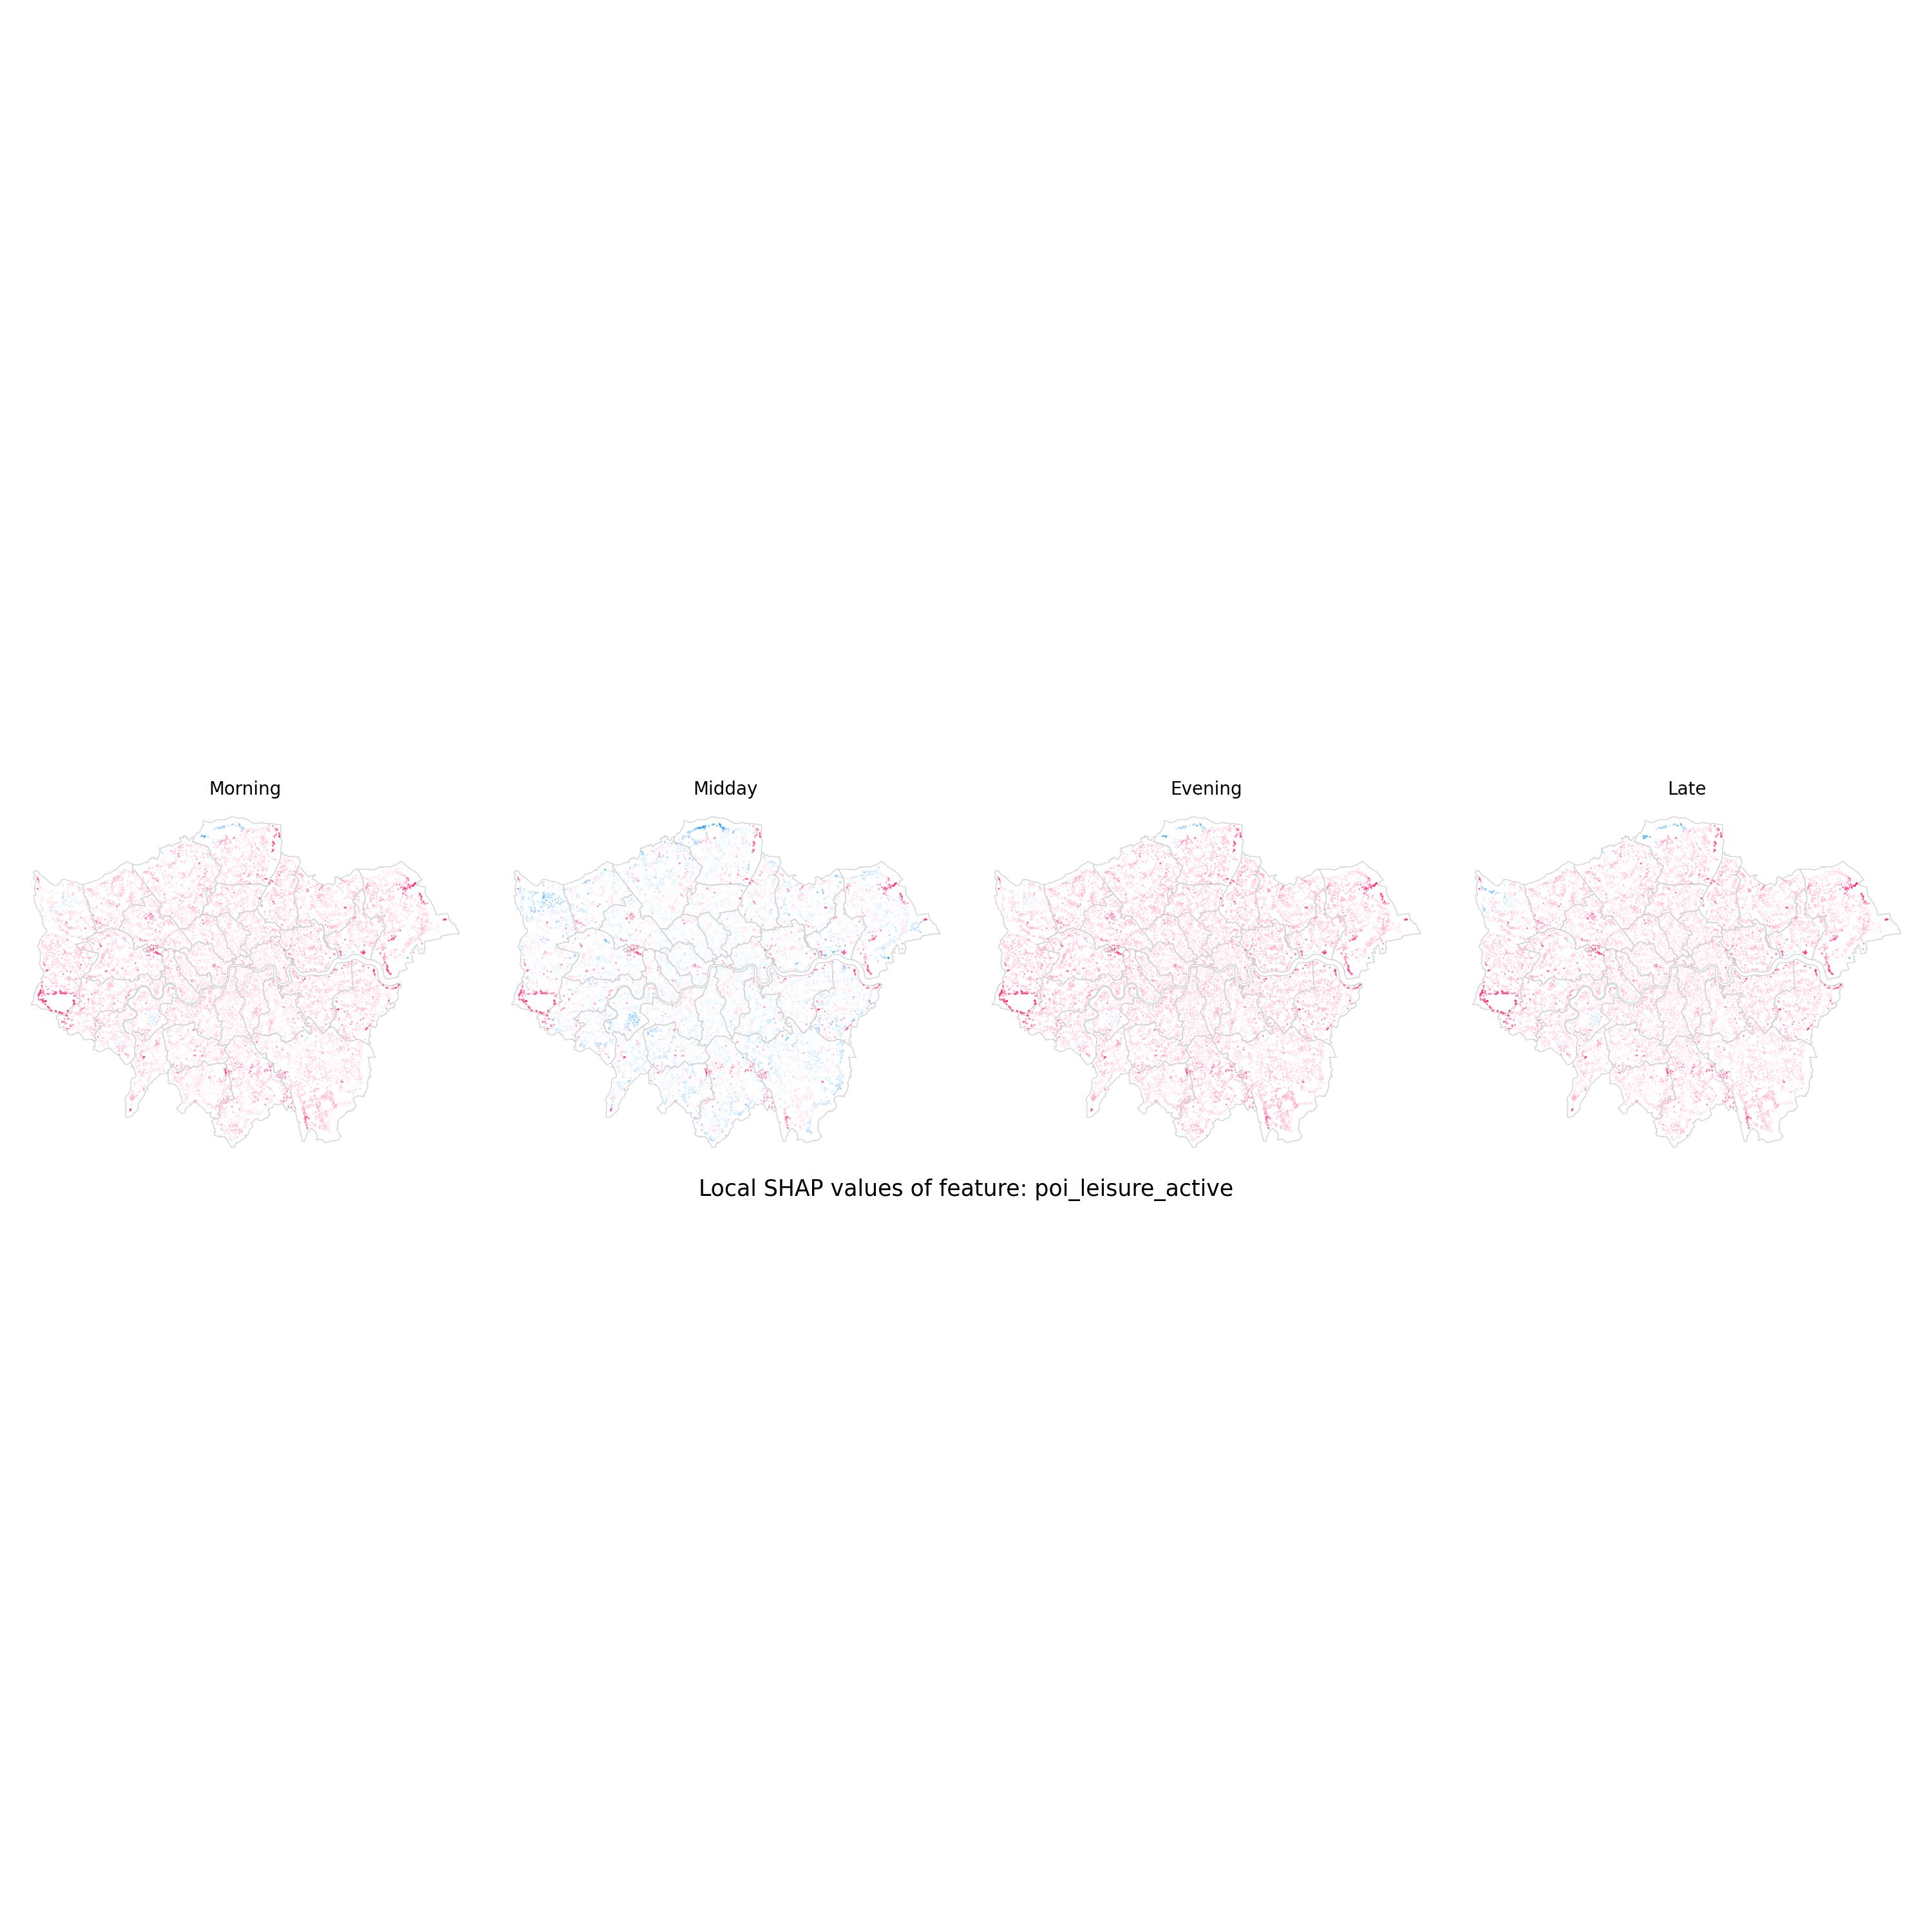 Morning
Midday
Evening
Late
Local SHAP values of feature: poi_leisure_active